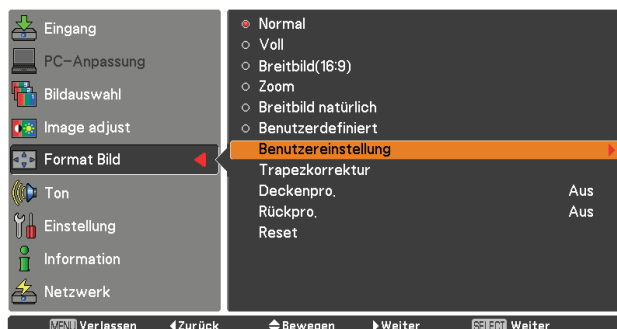 Eingang
PC-Anpassung
Bildauswahl
Image adjust
Format Bild
Ton
Einstellung
Information
Netzwerk
Normal
Voll
Breitbild(16:9)
Zoom
Breitbild natürlich
Benutzerdefiniert
Benutzereinstellung
Trapezkorrektur
Deckenpro. Aus
Rückpro. Aus
Reset
MENU Verlassen Zurück Bewegen Weiter SELECT Weiter